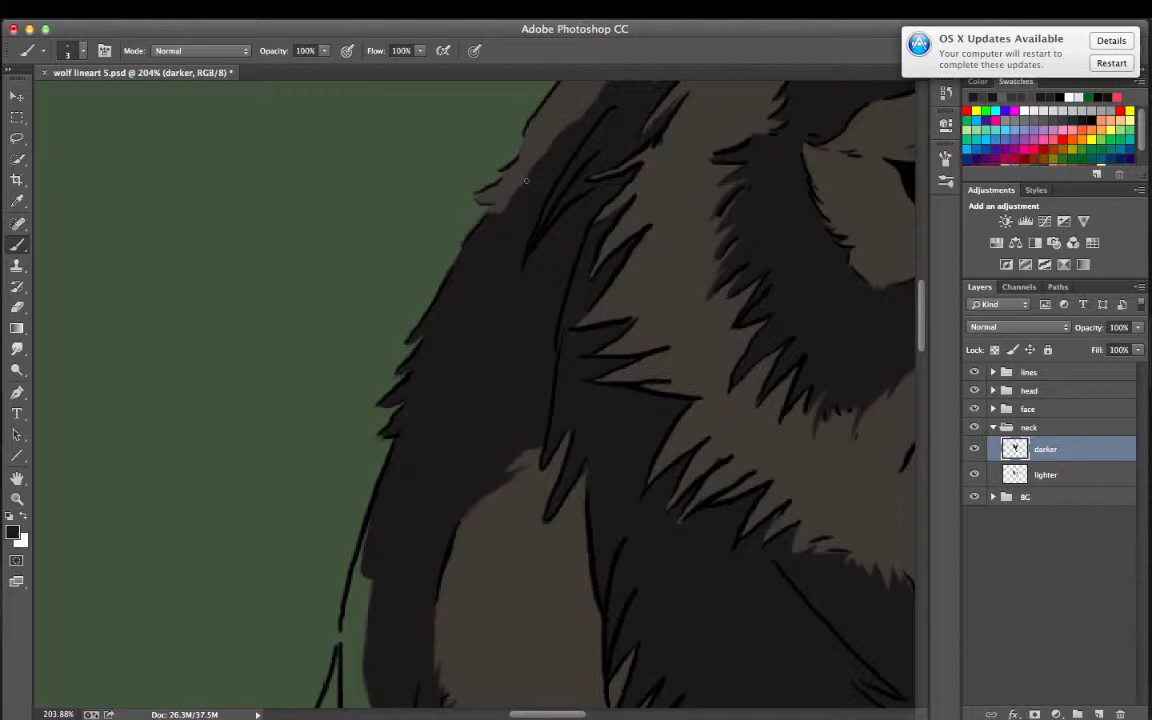 Adobe Photoshop CC
3
Mode: Normal
Opacity: 100%
Flow: 100%
OS X Updates Available
Your computer will restart to complete these updates.
Details
Restart
wolf lineart 5.psd @ 204% (darker, RGB/8) *
Color
Swatches
Adjustments
Styles
Add an adjustment
Layers
Channels
Paths
Kind
Normal
Opacity: 100%
Lock:
Fill: 100%
lines
head
face
neck
darker
lighter
BG
203.88%
Doc: 26.3M/37.5M